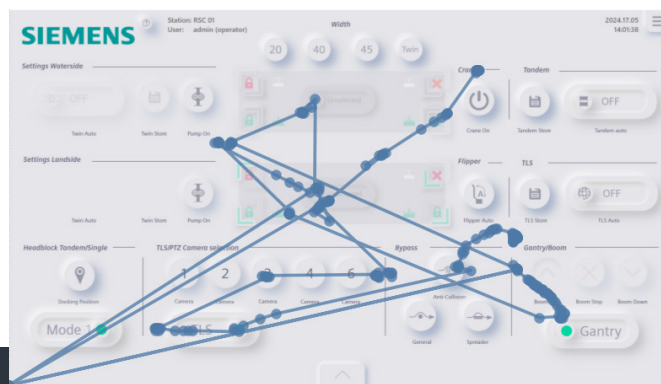 SIEMENS
Station: RSC 01
User: admin (operator)
Width
2024.17.05
14:01:38
20
40
45
Twin
Settings Waterside
Crane
Tandem
OFF
OFF
Twin Auto
Twin Store
Pump On
Crane On
Tandem Store
Tandem auto
Settings Landside
Flipper
TLS
OFF
Twin Auto
Twin Store
Pump On
Flipper Auto
TLS Store
TLS Auto
Headblock Tandem/Single
TLS/PTZ Camera selection
Bypass
Gantry/Boom
1
2
3
4
6
Docking Position
Camera
Camera
Camera
Camera
Camera
Anti Collision
Boom Stop
Boom Down
Mode 1
TLS
Gantry
General
Spreader